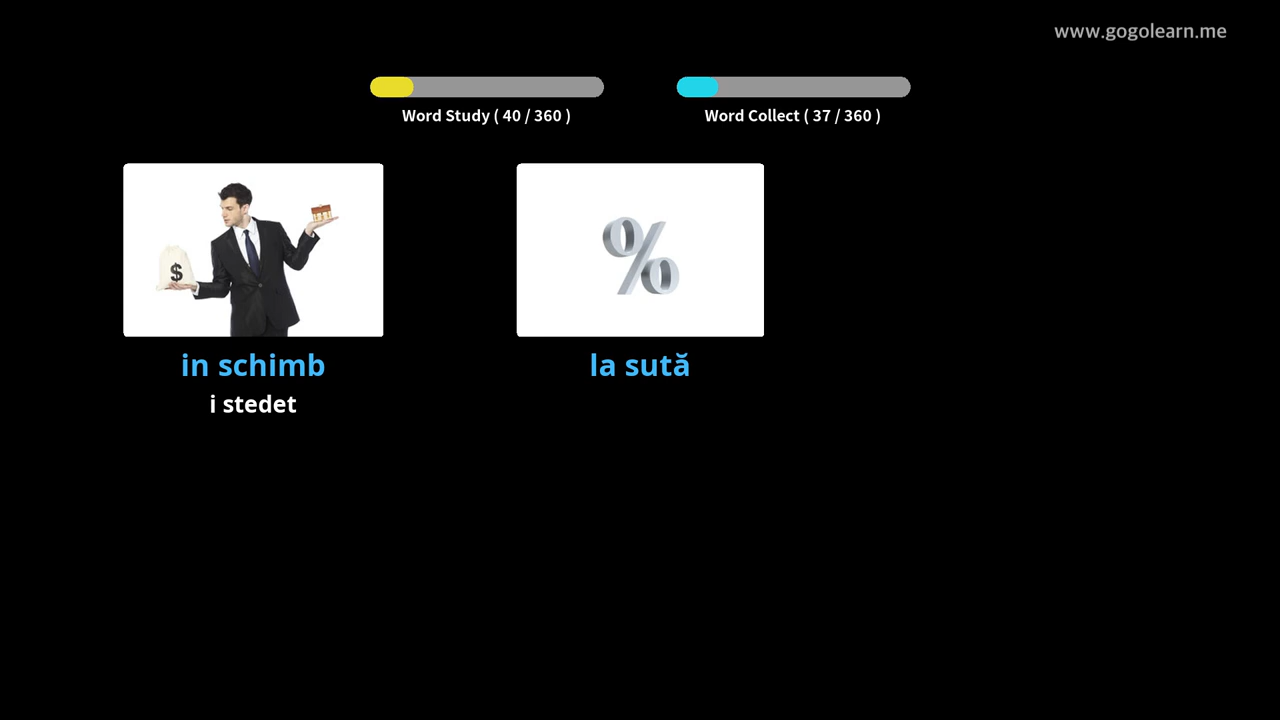 www.gogolearn.me
Word Study ( 40 / 360 )
Word Collect ( 37 / 360 )
$
%
in schimb
la sută
i stedet